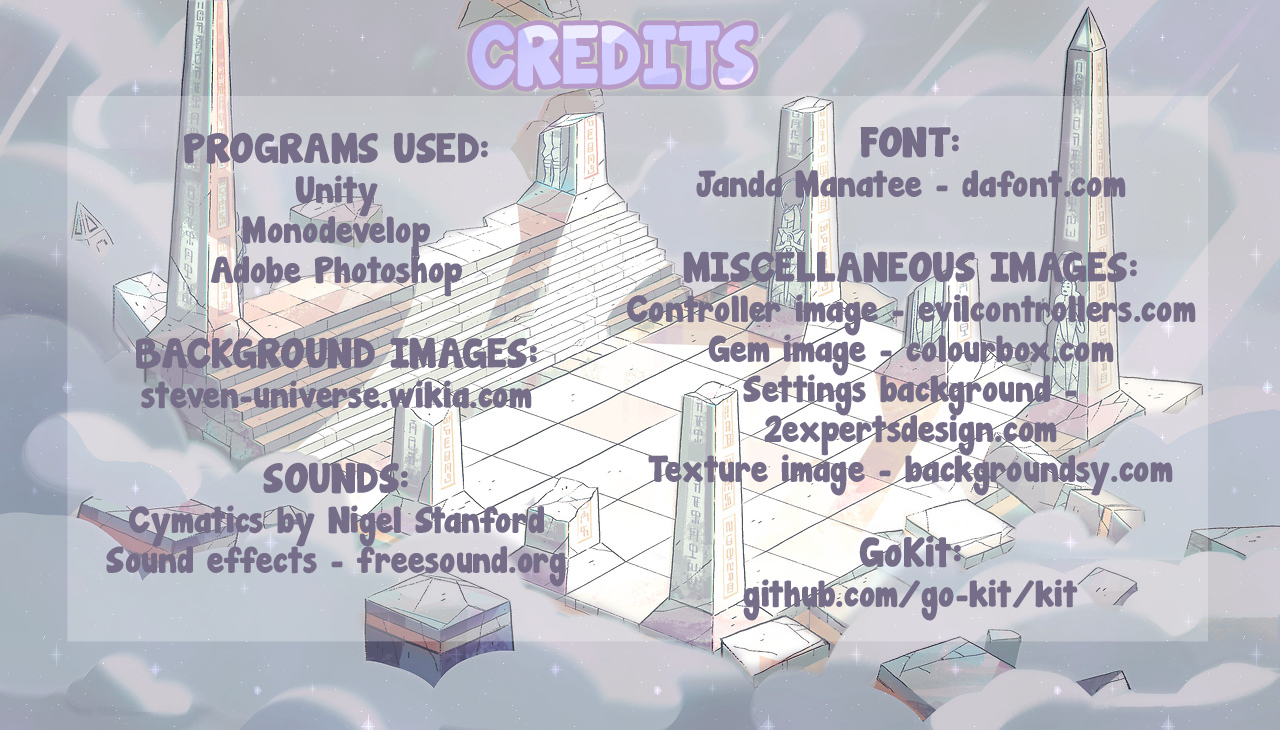 CREDITS
PROGRAMS USED:
Unity
Monodevelop
Adobe Photoshop
BACKGROUND IMAGES:
steven-universe.wikia.com
SOUNDS:
Cymatics by Nigel Stanford
Sound effects - freesound.org
FONT:
Janda Manatee - dafont.com
MISCELLANEOUS IMAGES:
Controller image - evilcontrollers.com
Gem image - colourbox.com
Settings background -
2expertsdesign.com
Texture image - backgroundsy.com
GoKit:
github.com/go-kit/kit